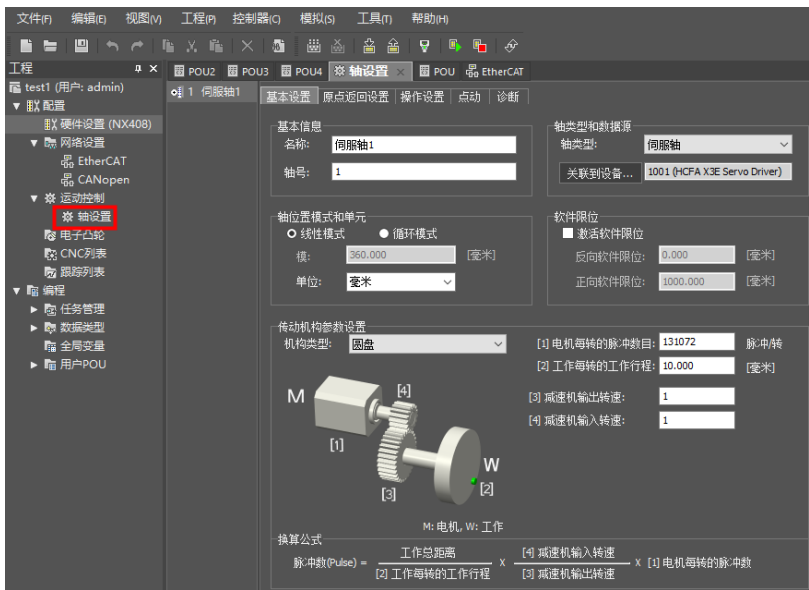 文件(F) 编辑(E) 视图(V) 工程(P) 控制器(C) 模拟(S) 工具(T) 帮助(H)
工程
POU2 POU3 POU4 轴设置 POU EtherCAT
test1 (用户: admin)
配置
硬件设置 (NX408)
网络设置
EtherCAT
CANopen
运动控制
轴设置
电子凸轮
CNC列表
跟踪列表
编程
任务管理
数据类型
全局变量
用户POU
1 伺服轴1
基本设置 原点返回设置 操作设置 点动 诊断
基本信息
名称: 伺服轴1
轴号: 1
轴类型和数据源
轴类型: 伺服轴
关联到设备... 1001 (HCFA X3E Servo Driver)
轴位置模式和单元
线性模式 循环模式
模: 360.000 [毫米]
单位: 毫米
软件限位
激活软件限位
反向软件限位: 0.000 [毫米]
正向软件限位: 1000.000 [毫米]
传动机构参数设置
机构类型: 圆盘
[1] 电机每转的脉冲数目: 131072 脉冲/转
[2] 工作每转的工作行程: 10.000 [毫米]
[3] 减速机输出转速: 1
[4] 减速机输入转速: 1
M
[4]
[1]
W
[3]
[2]
M: 电机, W: 工作
换算公式
工作总距离 [4] 减速机输入转速
脉冲数(Pulse) = X X [1] 电机每转的脉冲数
[2] 工作每转的工作行程 [3] 减速机输出转速